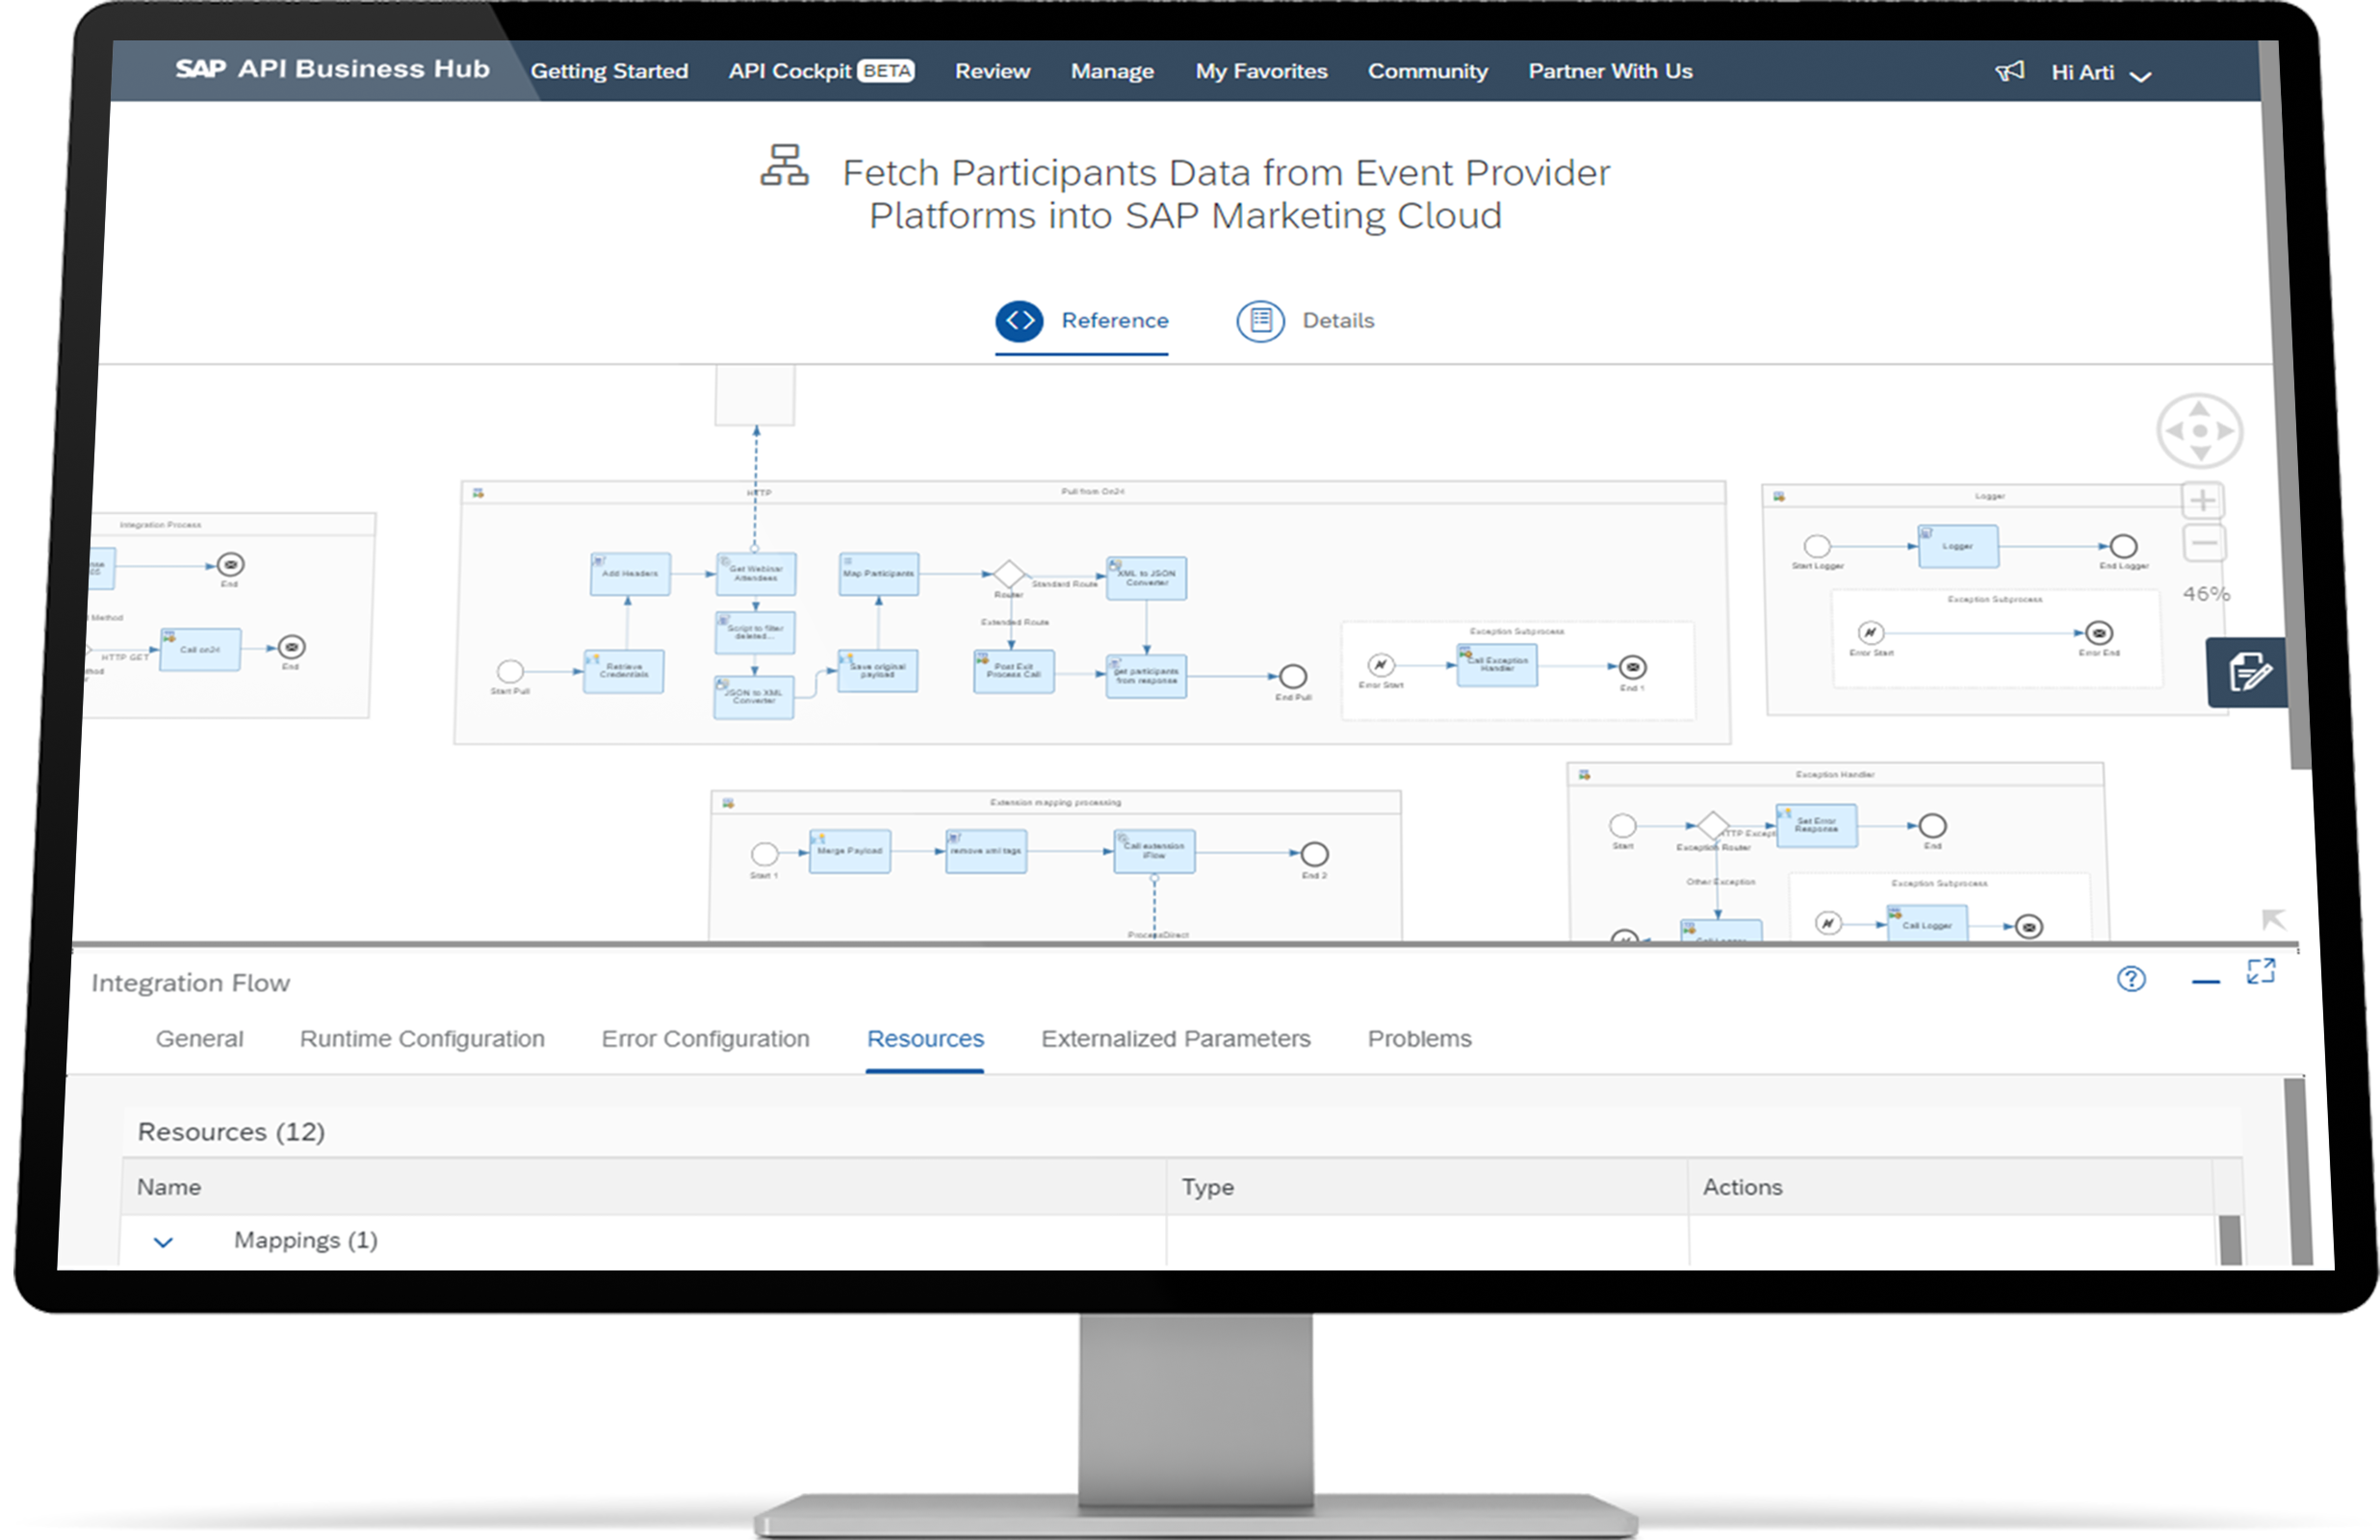 SAP API Business Hub
Getting Started
API Cockpit BETA
Review
Manage
My Favorites
Community
Partner With Us
Hi Arti
Fetch Participants Data from Event Provider
Platforms into SAP Marketing Cloud
Reference
Details
Integration Process
End
Method
HTTP GET
Call on24
End
HTTP
Pull from On24
Add Headers
Get Webinar
Attendees
Map Participants
Router
Standard Route
XML to JSON
Converter
Script to filter
deleted...
Extended Route
Start Pull
Retrieve
Credentials
JSON to XML
Converter
Save original
payload
Post Exit
Process Call
get participants
from response
End Pull
Exception Subprocess
Error Start
Call Exception
Handler
End 1
Logger
Start Logger
Logger
End Logger
Exception Subprocess
Error Start
Error End
46%
Extension mapping processing
Start 1
Merge Payload
remove xml tags
Call extension
iFlow
End 2
ProcessDirect
Exception Handler
Start
Exception Router
HTTP Except
Set Error
Response
End
Other Exception
Exception Subprocess
Call Logger
Call Logger
Integration Flow
General
Runtime Configuration
Error Configuration
Resources
Externalized Parameters
Problems
Resources (12)
Name
Type
Actions
Mappings (1)